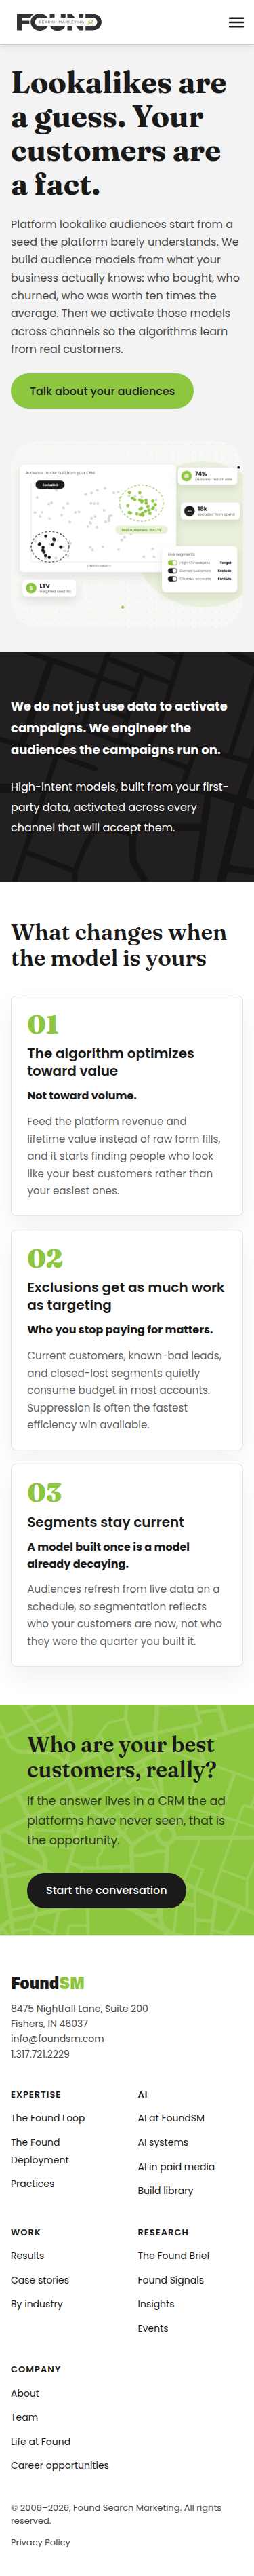 FOUND
SEARCH MARKETING
Lookalikes are
a guess. Your
customers are
a fact.
Platform lookalike audiences start from a
seed the platform barely understands. We
build audience models from what your
business actually knows: who bought, who
churned, who was worth ten times the
average. Then we activate those models
across channels so the algorithms learn
from real customers.
Talk about your audiences
Audience model built from your CRM
Excluded
74%
customer match rate
18k
Best customers
Live segments
High-LTV lookalike Target
Current customers Exclude
Churned accounts Exclude
LTV
weighted seed list
We do not just use data to activate
campaigns. We engineer the
audiences the campaigns run on.
High-intent models, built from your first-
party data, activated across every
channel that will accept them.
What changes when
the model is yours
01
The algorithm optimizes
toward value
Not toward volume.
Feed the platform revenue and
lifetime value instead of raw form fills,
and it starts finding people who look
like your best customers rather than
your easiest ones.
02
Exclusions get as much work
as targeting
Who you stop paying for matters.
Current customers, known-bad leads,
and closed-lost segments quietly
consume budget in most accounts.
Suppression is often the fastest
efficiency win available.
03
Segments stay current
A model built once is a model
already decaying.
Audiences refresh from live data on a
schedule, so segmentation reflects
who your customers are now, not who
they were the quarter you built it.
Who are your best
customers, really?
If the answer lives in a CRM the ad
platforms have never seen, that is
the opportunity.
Start the conversation
FoundSM
8475 Nightfall Lane, Suite 200
Fishers, IN 46037
info@foundsm.com
1.317.721.2229
EXPERTISE
The Found Loop
The Found
Deployment
Practices
AI
AI at FoundSM
AI systems
AI in paid media
Build library
WORK
Results
Case stories
By industry
RESEARCH
The Found Brief
Found Signals
Insights
Events
COMPANY
About
Team
Life at Found
Career opportunities
© 2006–2026, Found Search Marketing. All rights
reserved.
Privacy Policy